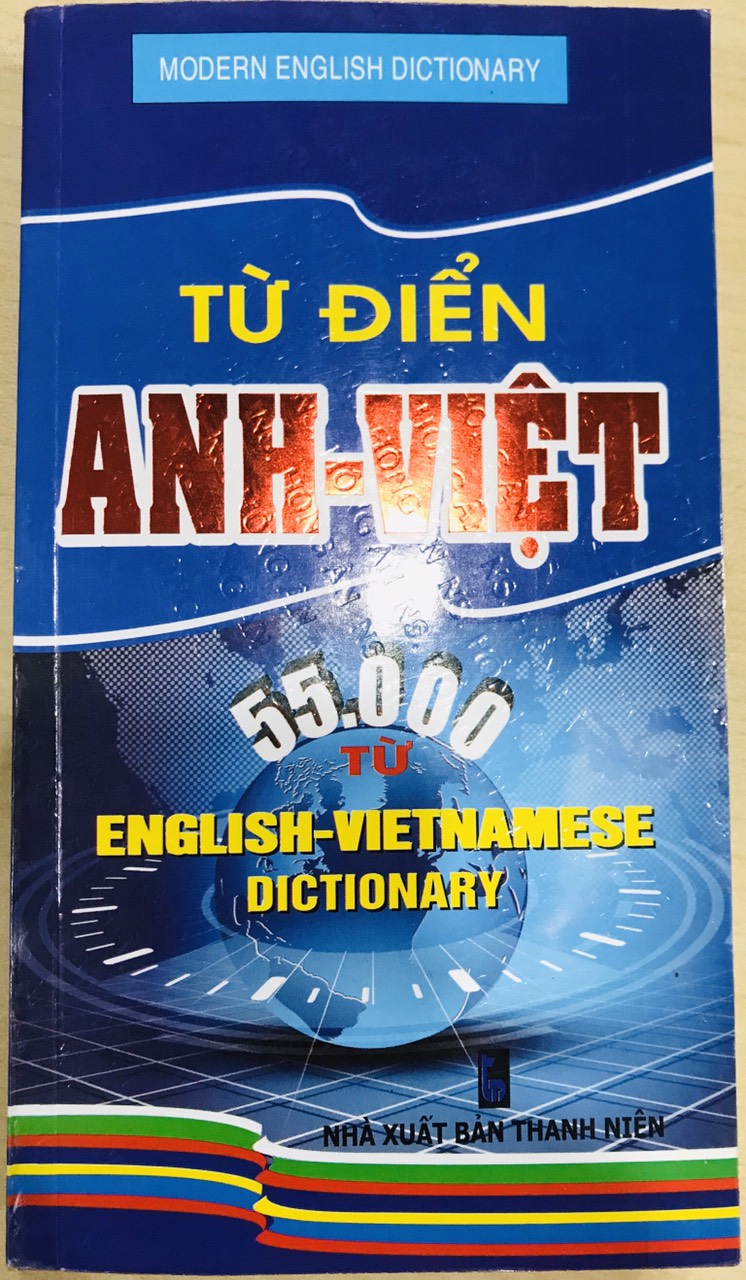 MODERN ENGLISH DICTIONARY
TỪ ĐIỂN
ANH-VIỆT
55.000
TỪ
ENGLISH-VIETNAMESE
DICTIONARY
NHÀ XUẤT BẢN THANH NIÊN